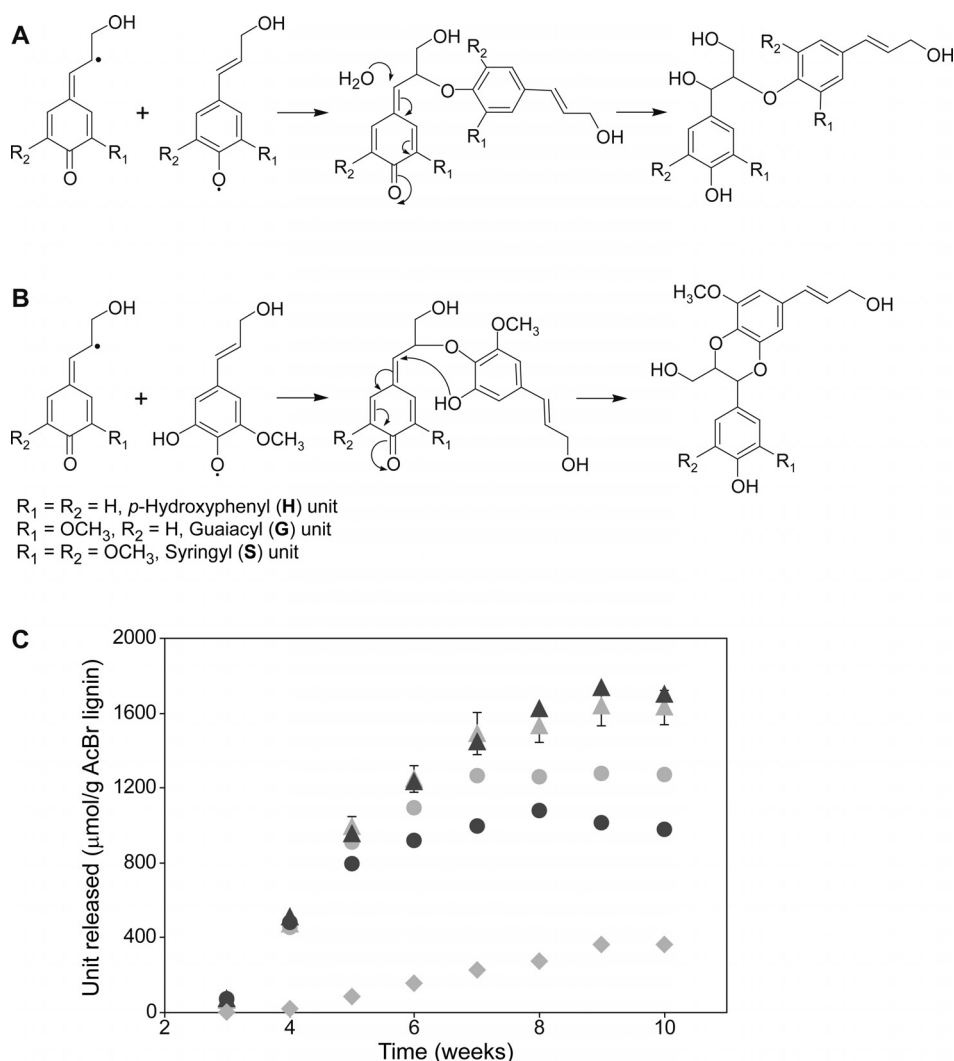 A
OH
•
R2
R1
O
+
OH
R2
R1
O
•
H2O
HO
R2
O
R1
OH
R2
R1
O
HO
HO
R2
O
R1
OH
R2
R1
OH
B
OH
•
R2
R1
O
+
OH
HO
OCH3
O
•
OH
O
OCH3
HO
R2
R1
O
OH
H3CO
OH
O
O
HO
R2
R1
OH
R1 = R2 = H, p-Hydroxyphenyl (H) unit
R1 = OCH3, R2 = H, Guaiacyl (G) unit
R1 = R2 = OCH3, Syringyl (S) unit
C
Unit released (µmol/g AcBr lignin)
2000
1600
1200
800
400
0
2 4 6 8 10
Time (weeks)